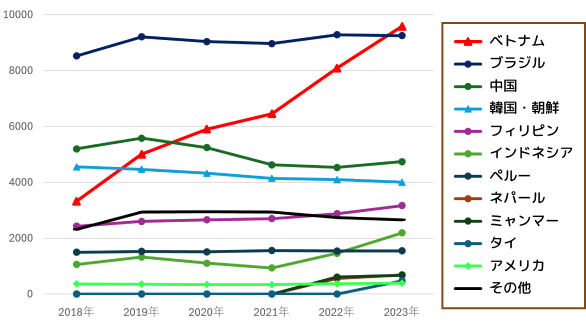 10000
8000
6000
4000
2000
0
2018年 2019年 2020年 2021年 2022年 2023年
ベトナム
ブラジル
中国
韓国・朝鮮
フィリピン
インドネシア
ペルー
ネパール
ミャンマー
タイ
アメリカ
その他